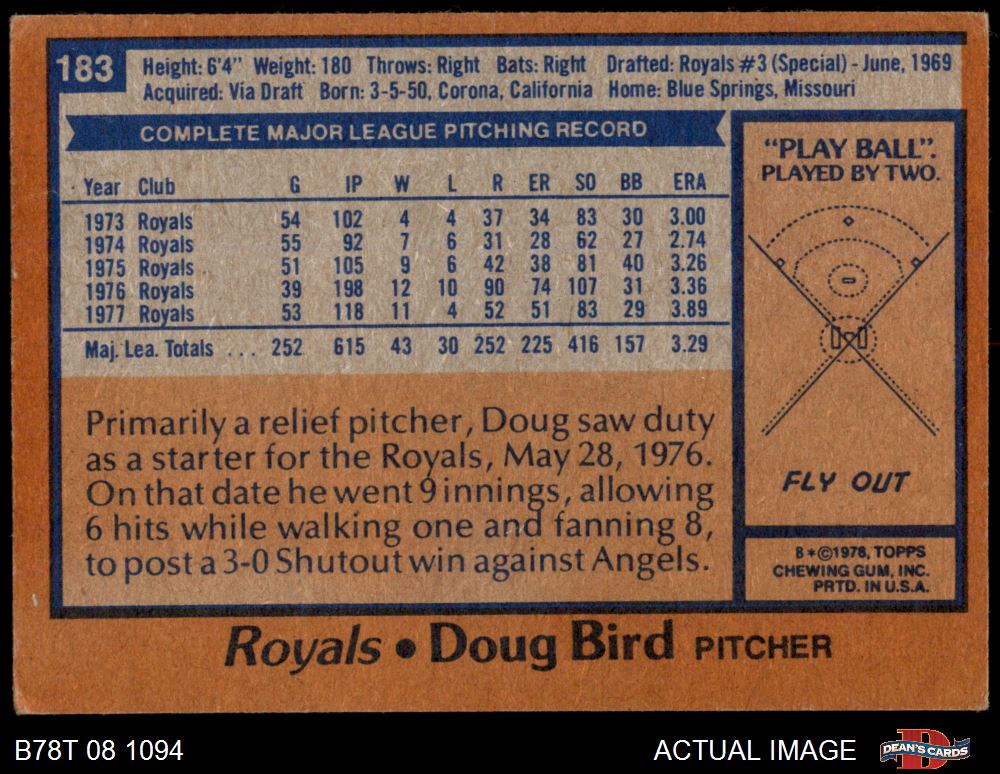 183
Height: 6'4" Weight: 180 Throws: Right Bats: Right Drafted: Royals #3 (Special) - June, 1969
Acquired: Via Draft Born: 3-5-50, Corona, California Home: Blue Springs, Missouri
COMPLETE MAJOR LEAGUE PITCHING RECORD
Year Club G IP W L R ER SO BB ERA
1973 Royals 54 102 4 4 37 34 83 30 3.00
1974 Royals 55 92 7 6 31 28 62 27 2.74
1975 Royals 51 105 9 6 42 38 81 40 3.26
1976 Royals 39 198 12 10 90 74 107 31 3.36
1977 Royals 53 118 11 4 52 51 83 29 3.89
Maj. Lea. Totals ... 252 615 43 30 252 225 416 157 3.29
Primarily a relief pitcher, Doug saw duty
as a starter for the Royals, May 28, 1976.
On that date he went 9 innings, allowing
6 hits while walking one and fanning 8,
to post a 3-0 Shutout win against Angels.
"PLAY BALL".
PLAYED BY TWO.
FLY OUT
8*©1978, TOPPS
CHEWING GUM, INC.
PRTD. IN U.S.A.
Royals • Doug Bird PITCHER
B78T 08 1094
ACTUAL IMAGE
DEAN'S CARDS